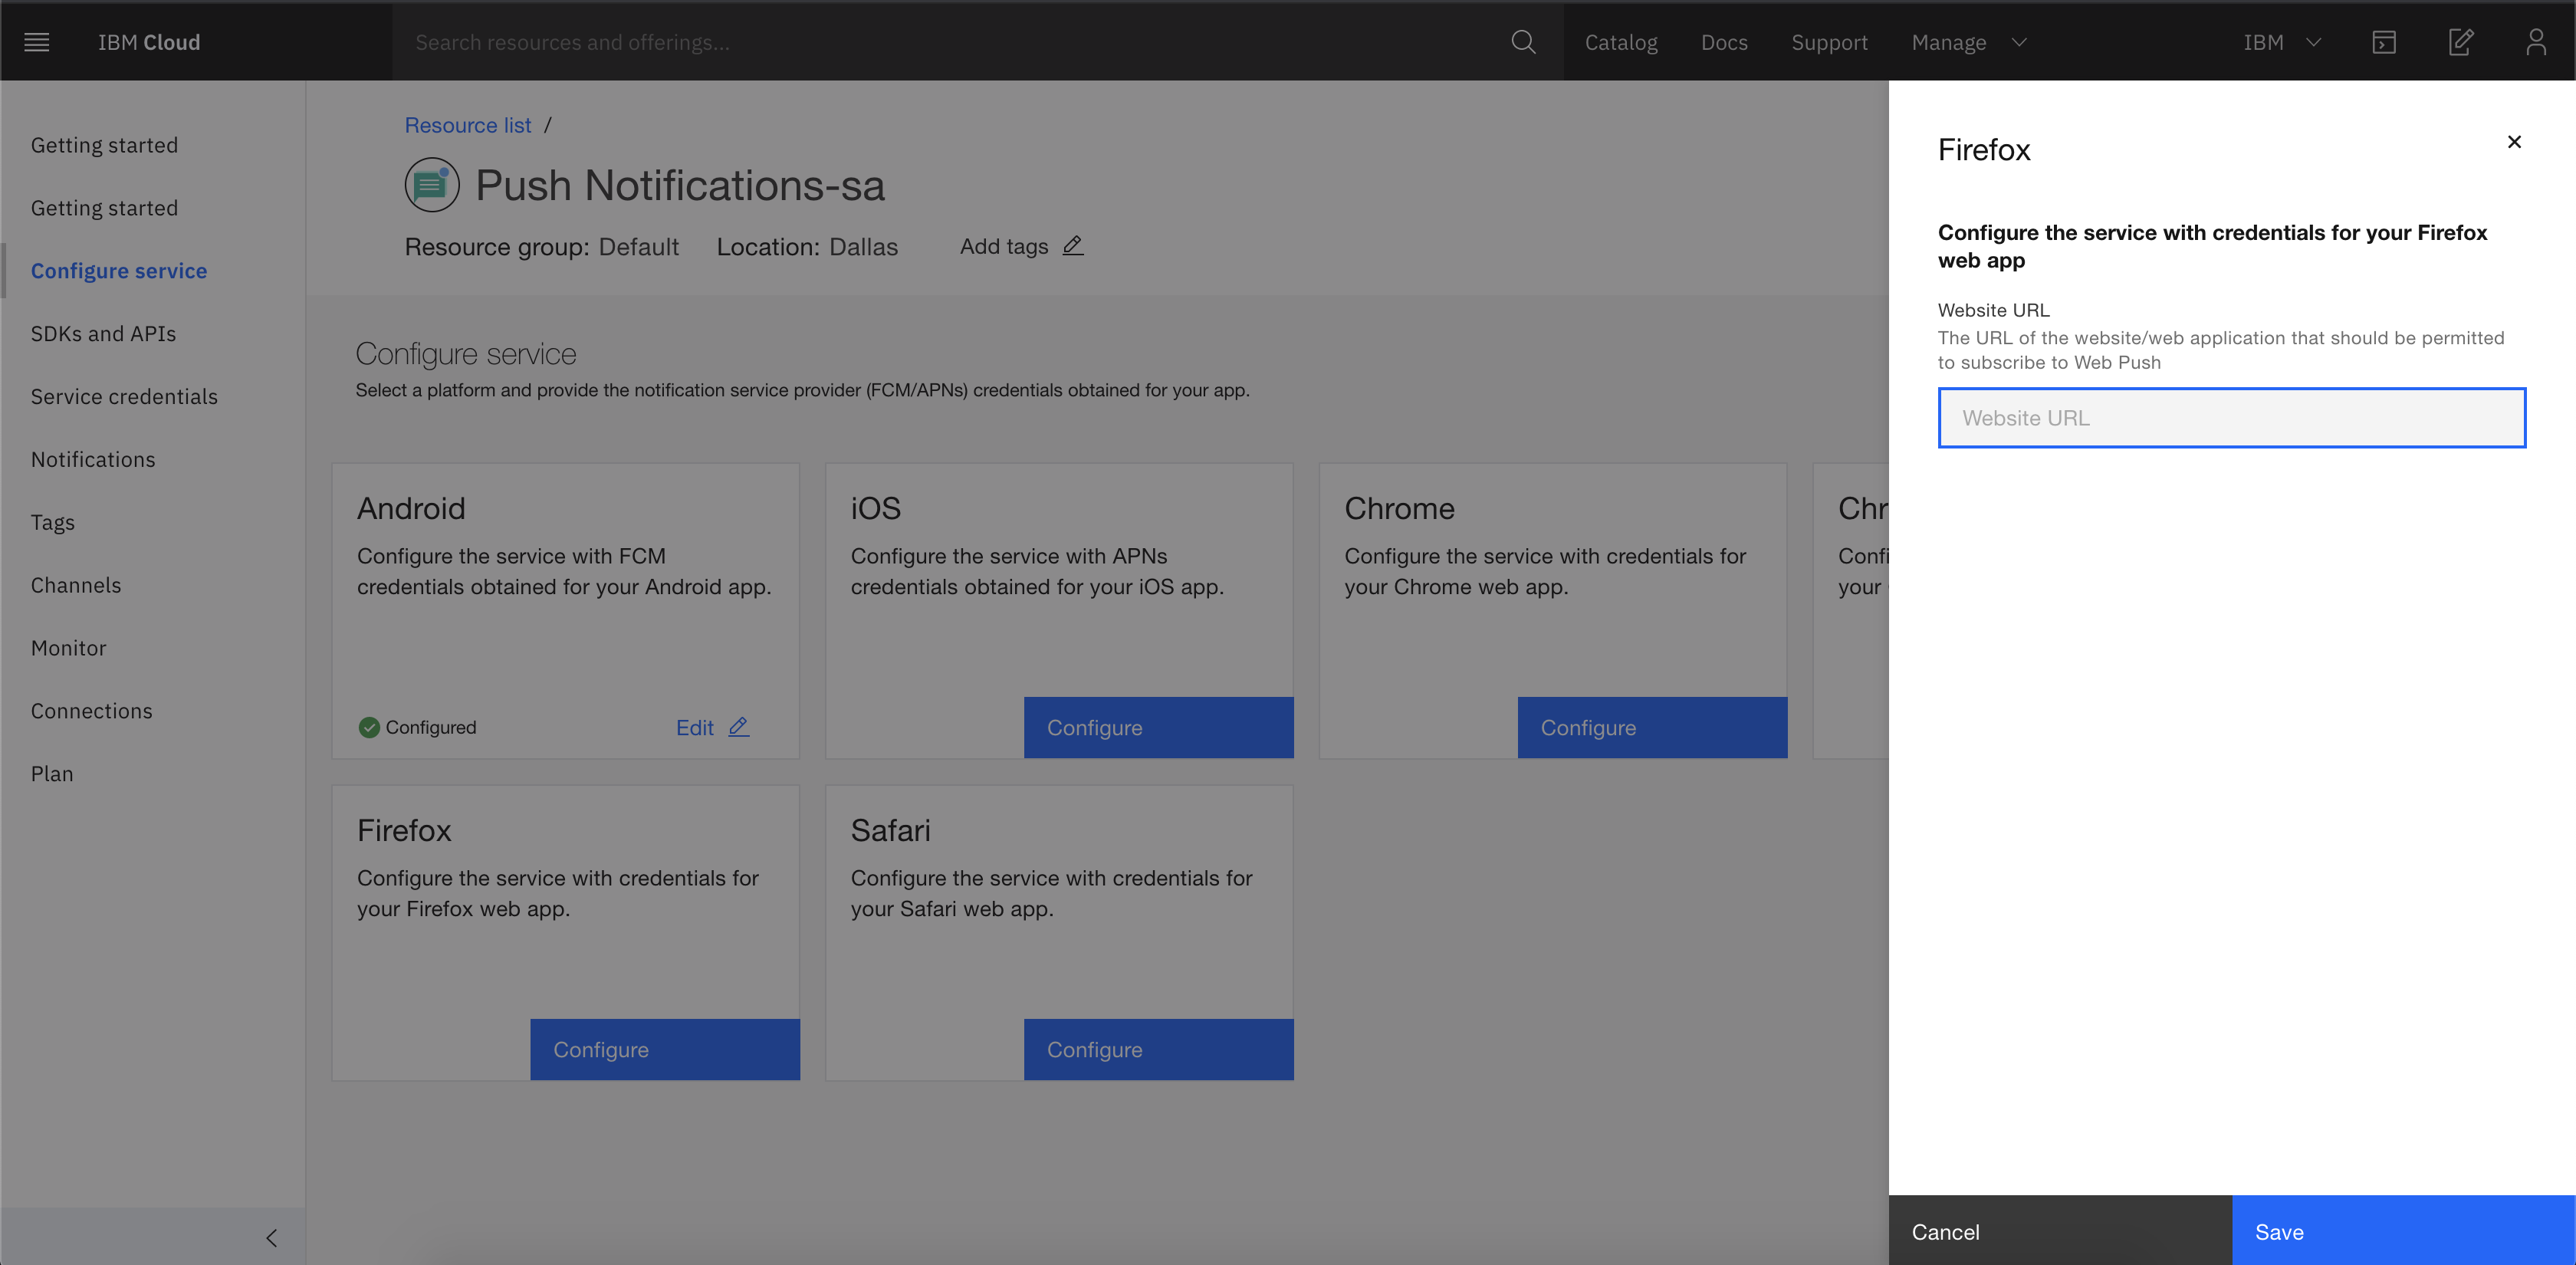 IBM Cloud
Search resources and offerings...
Catalog
Docs
Support
Manage
IBM
Getting started
Getting started
Configure service
SDKs and APIs
Service credentials
Notifications
Tags
Channels
Monitor
Connections
Plan
Resource list /
Push Notifications-sa
Resource group: Default
Location: Dallas
Add tags
Configure service
Select a platform and provide the notification service provider (FCM/APNs) credentials obtained for your app.
Android
Configure the service with FCM
credentials obtained for your Android app.
Configured
Edit
iOS
Configure the service with APNs
credentials obtained for your iOS app.
Configure
Chrome
Configure the service with credentials for
your Chrome web app.
Configure
Chr
Confi
your
Firefox
Configure the service with credentials for
your Firefox web app.
Configure
Safari
Configure the service with credentials for
your Safari web app.
Configure
Firefox
Configure the service with credentials for your Firefox
web app
Website URL
The URL of the website/web application that should be permitted
to subscribe to Web Push
Website URL
Cancel
Save